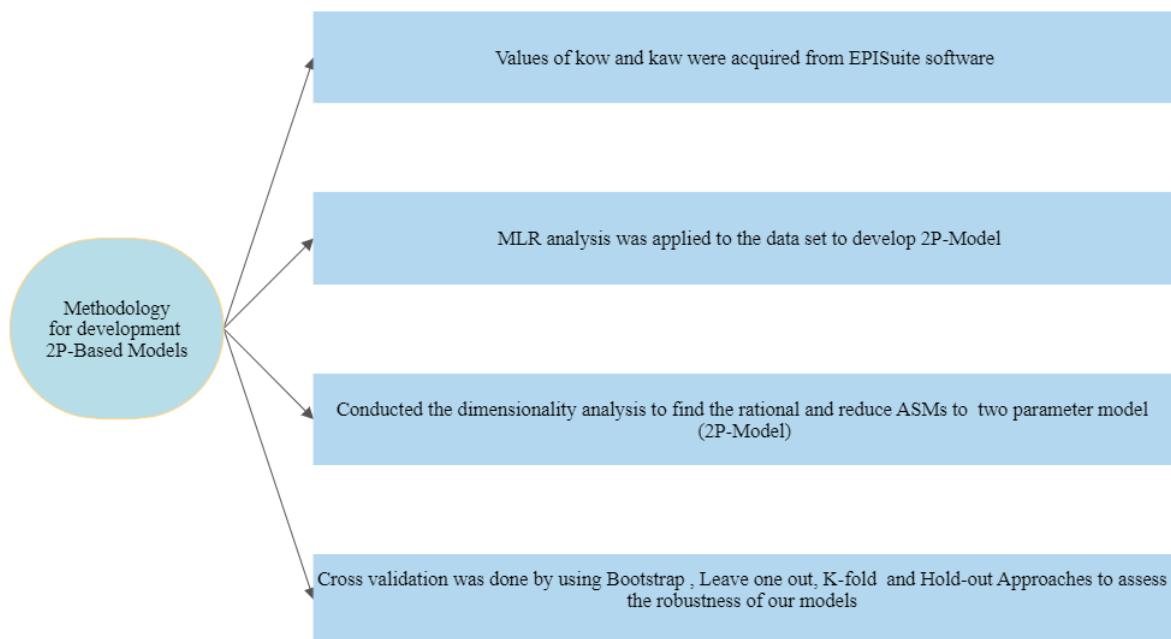 Values of kow and kaw were acquired from EPISuite software
MLR analysis was applied to the data set to develop 2P-Model
Methodology
for development
2P-Based Models
Conducted the dimensionality analysis to find the rational and reduce ASMs to  two parameter model
(2P-Model)
Cross validation was done by using Bootstrap , Leave one out, K-fold  and Hold-out Approaches to assess
the robustness of our models